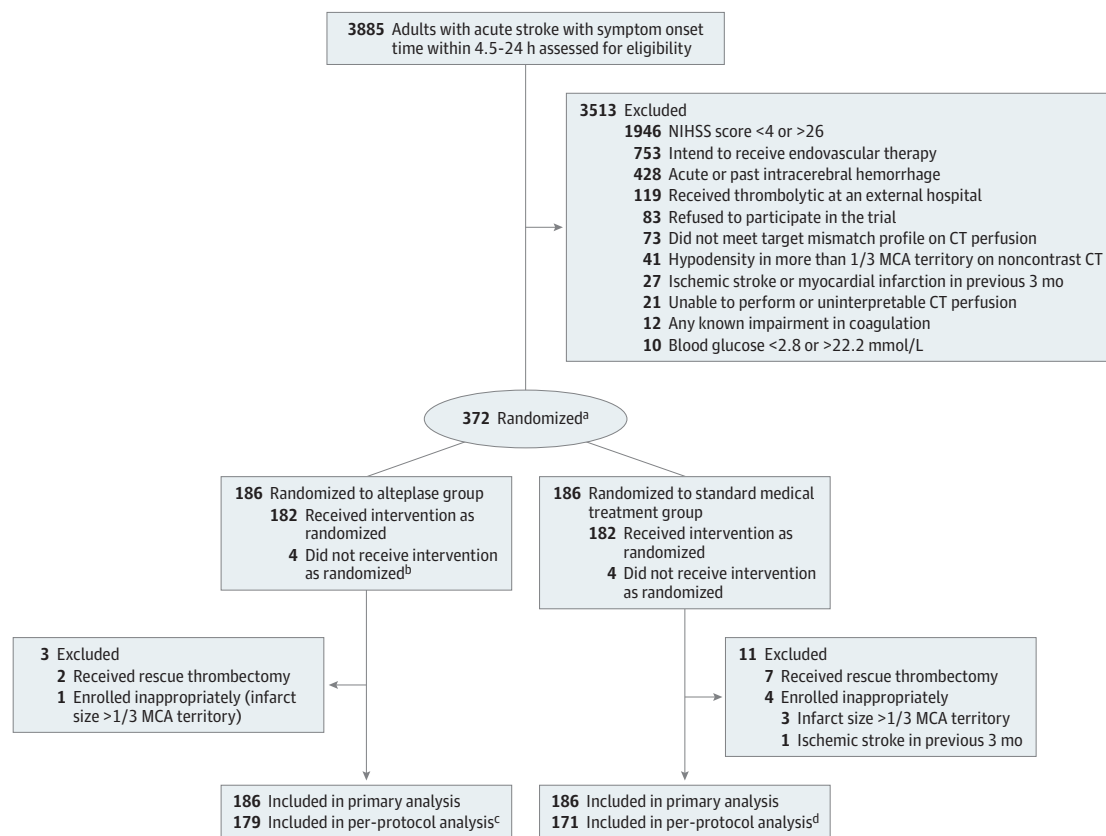 3885 Adults with acute stroke with symptom onset
time within 4.5-24 h assessed for eligibility
3513 Excluded
1946 NIHSS score <4 or >26
753 Intend to receive endovascular therapy
428 Acute or past intracerebral hemorrhage
119 Received thrombolytic at an external hospital
83 Refused to participate in the trial
73 Did not meet target mismatch profile on CT perfusion
41 Hypodensity in more than 1/3 MCA territory on noncontrast CT
27 Ischemic stroke or myocardial infarction in previous 3 mo
21 Unable to perform or uninterpretable CT perfusion
12 Any known impairment in coagulation
10 Blood glucose <2.8 or >22.2 mmol/L
372 Randomizedᵃ
186 Randomized to alteplase group
182 Received intervention as
randomized
4 Did not receive intervention
as randomizedᵇ
186 Randomized to standard medical
treatment group
182 Received intervention as
randomized
4 Did not receive intervention
as randomized
3 Excluded
2 Received rescue thrombectomy
1 Enrolled inappropriately (infarct
size >1/3 MCA territory)
11 Excluded
7 Received rescue thrombectomy
4 Enrolled inappropriately
3 Infarct size >1/3 MCA territory
1 Ischemic stroke in previous 3 mo
186 Included in primary analysis
179 Included in per-protocol analysisᶜ
186 Included in primary analysis
171 Included in per-protocol analysisᵈ